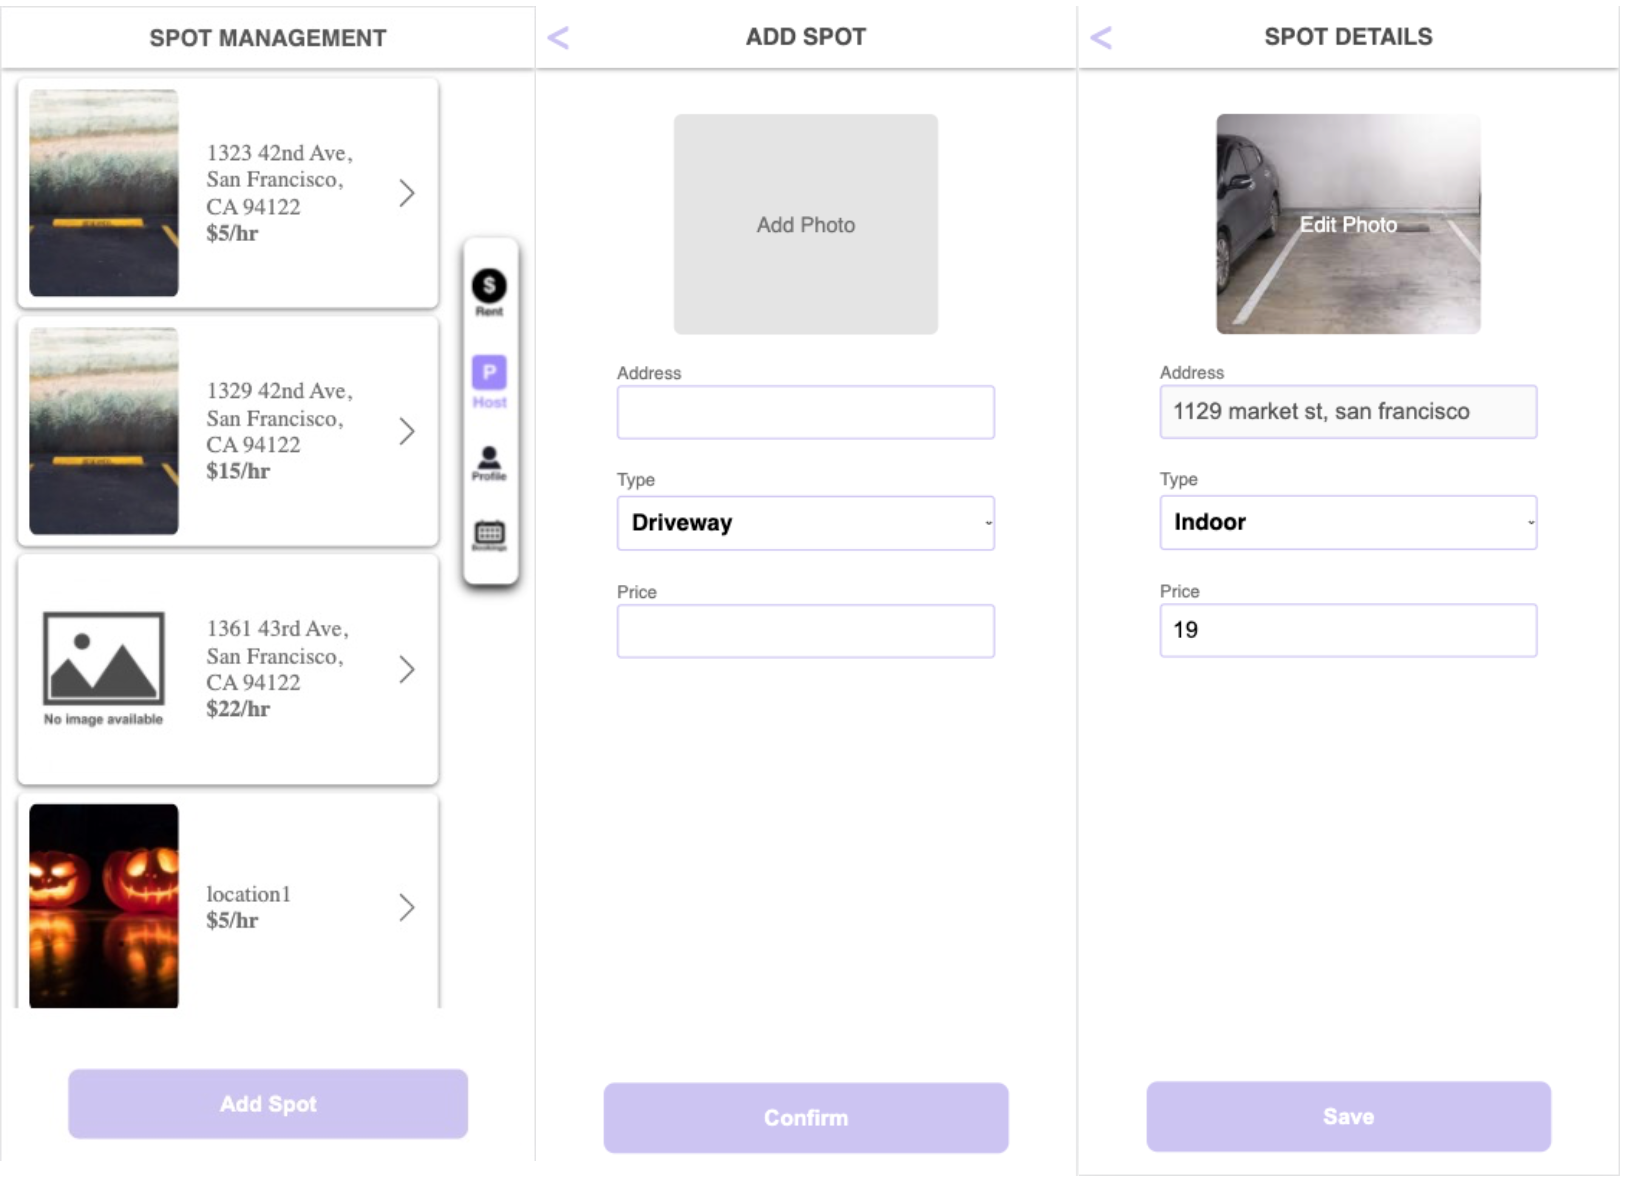 SPOT MANAGEMENT
1323 42nd Ave,
San Francisco,
CA 94122
$5/hr
1329 42nd Ave,
San Francisco,
CA 94122
$15/hr
No image available
1361 43rd Ave,
San Francisco,
CA 94122
$22/hr
location1
$5/hr
$
Rent
P
Host
Profile
Bookings
Add Spot
<
ADD SPOT
Add Photo
Address
Type
Driveway
Price
Confirm
<
SPOT DETAILS
Edit Photo
Address
1129 market st, san francisco
Type
Indoor
Price
19
Save